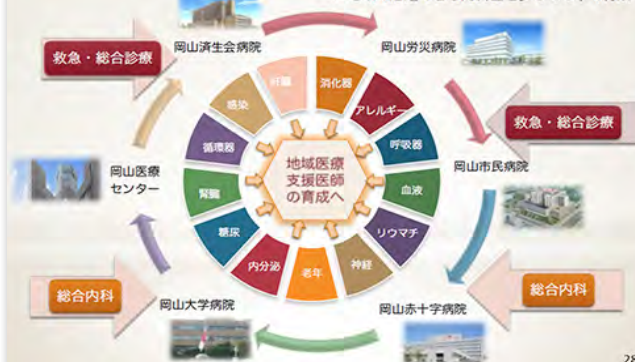 岡山済生会病院
岡山労災病院
救急・総合診療
救急・総合診療
肝臓
消化器
アレルギー
呼吸器
血液
リウマチ
神経
老年
内分泌
糖尿
腎臓
循環器
感染
地域医療
支援医師
の育成へ
岡山医療
センター
岡山市民病院
総合内科
総合内科
岡山大学病院
岡山赤十字病院
28